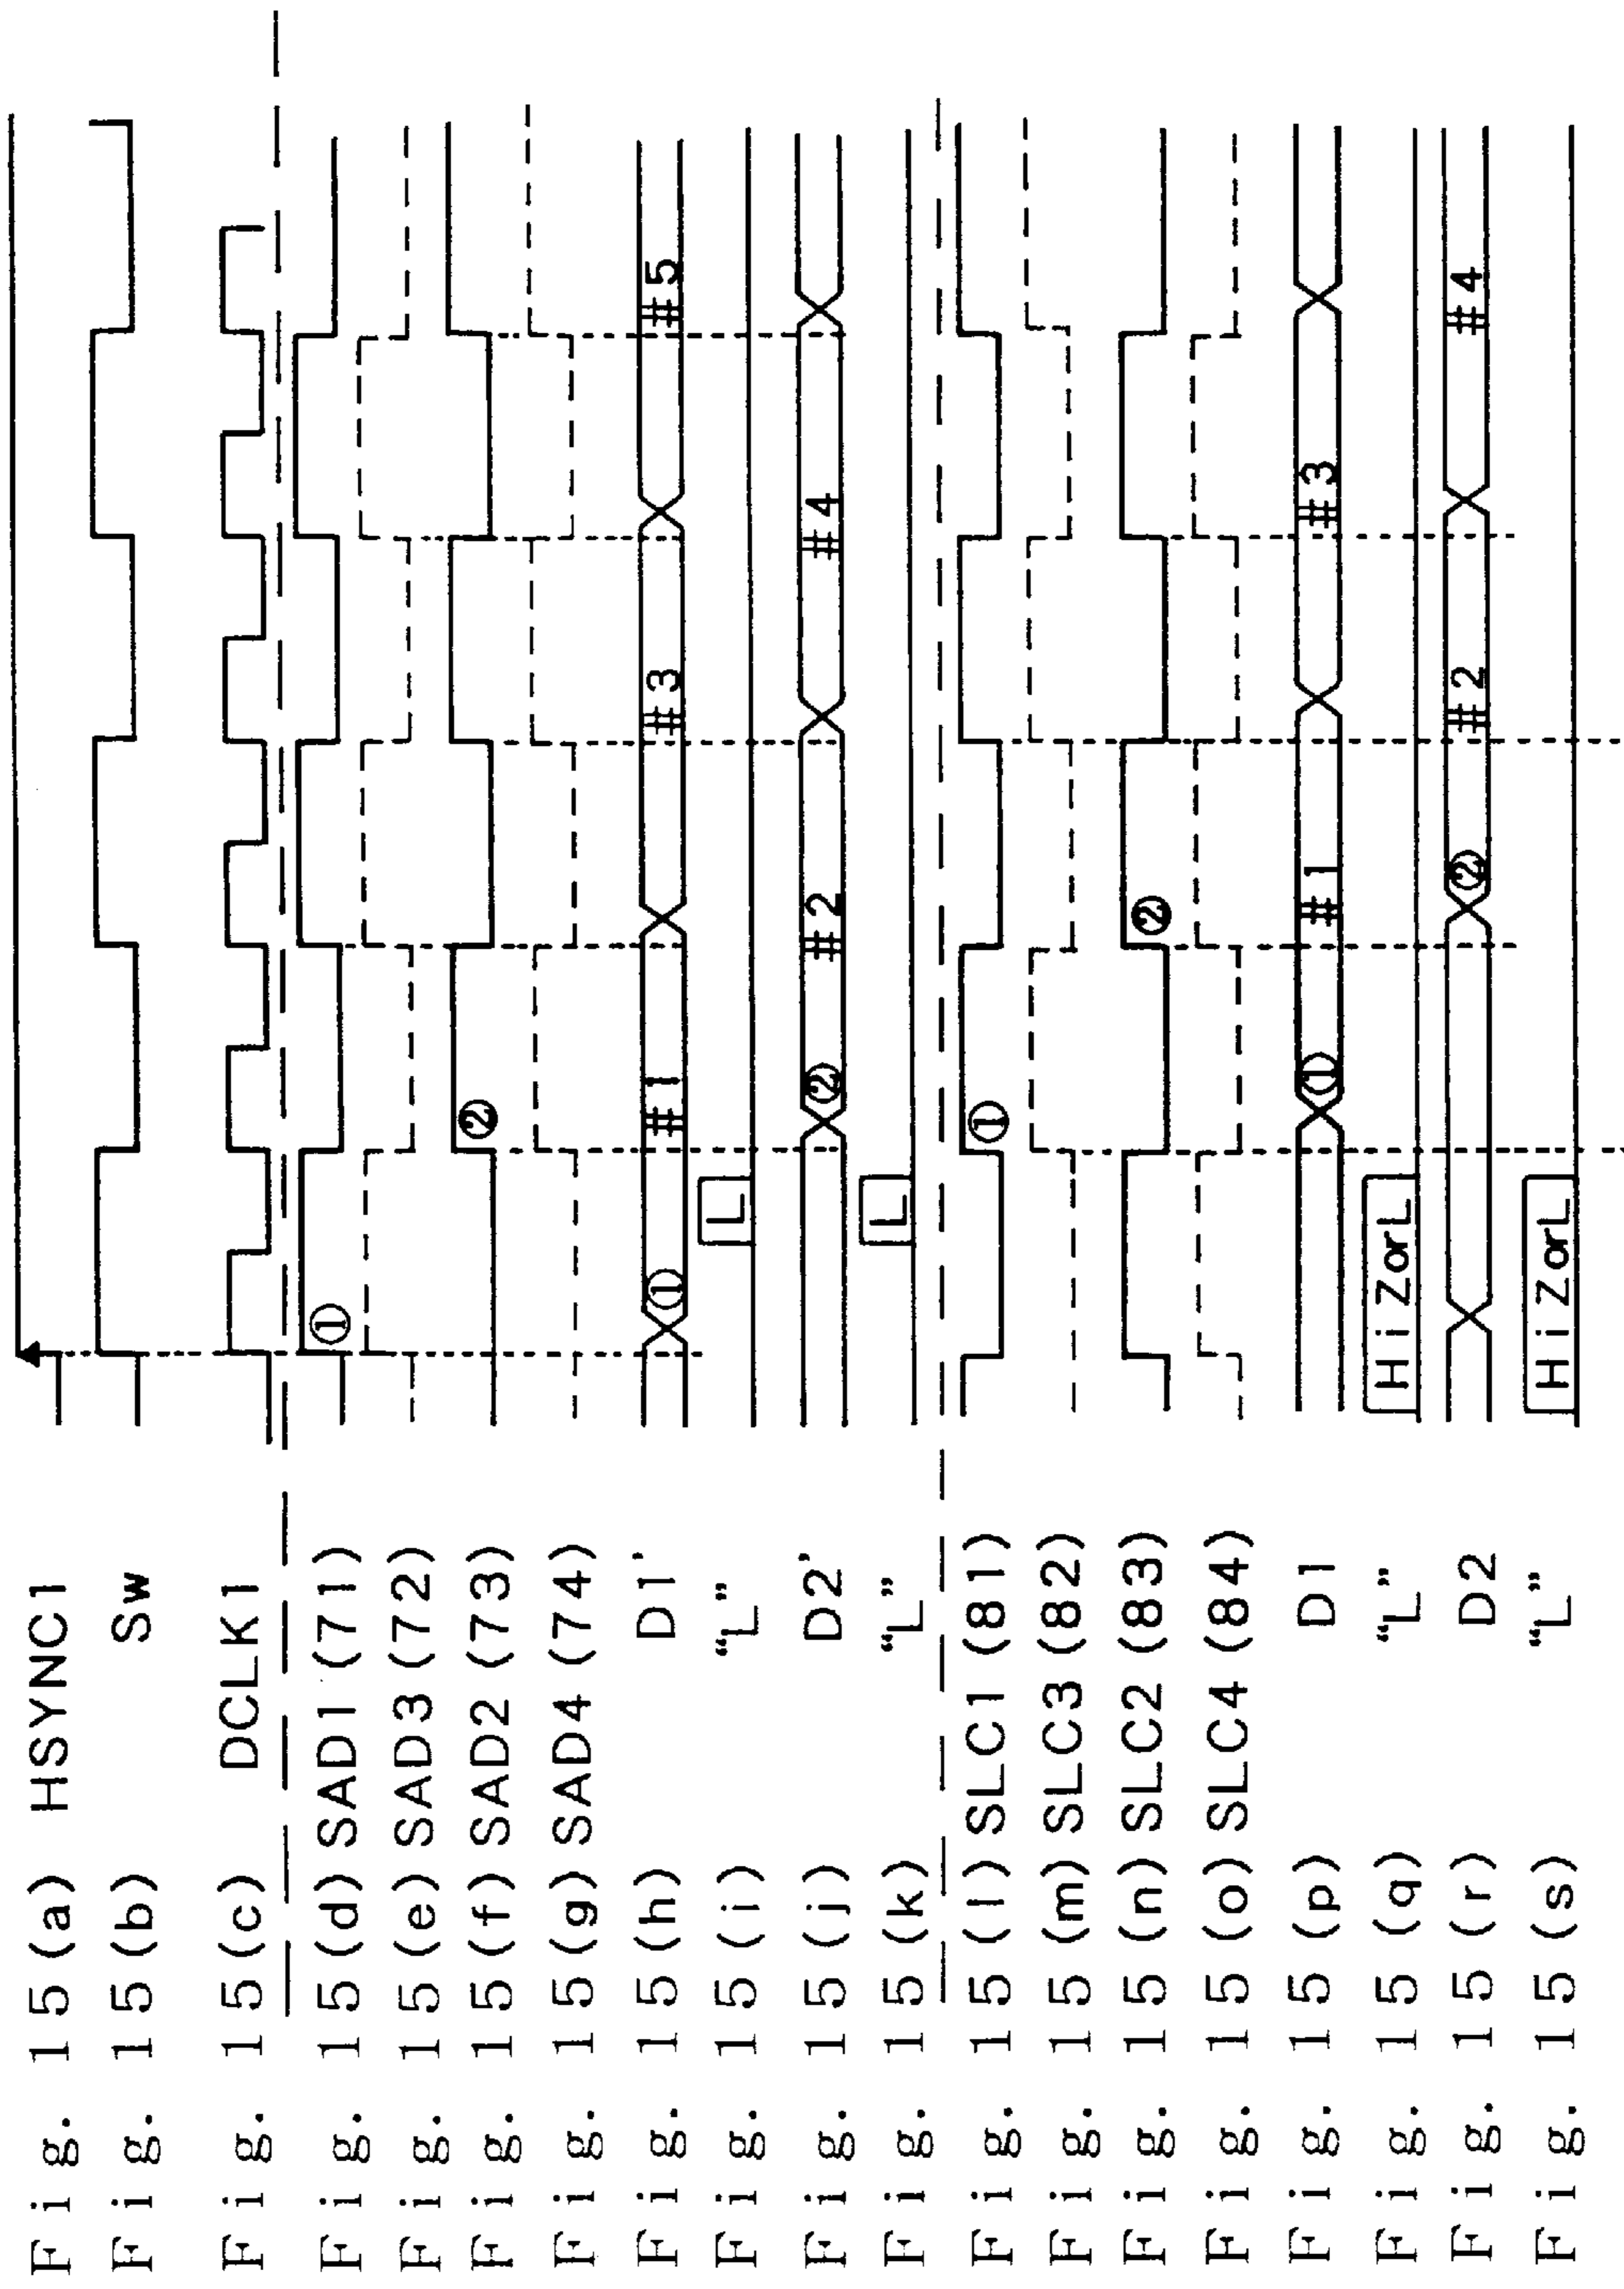 Fig. 15(a) HSYNC1
Fig. 15(b) Sw
Fig. 15(c) DCLK1
Fig. 15(d) SAD1(71) ①
Fig. 15(e) SAD3(72)
Fig. 15(f) SAD2(73) ②
Fig. 15(g) SAD4(74)
Fig. 15(h) D1' ① #1 #3 #5
Fig. 15(i) "L" L
Fig. 15(j) D2' ② #2 #4
Fig. 15(k) "L" L
Fig. 15(l) SLC1(81) ①
Fig. 15(m) SLC3(82)
Fig. 15(n) SLC2(83) ②
Fig. 15(o) SLC4(84)
Fig. 15(p) D1 ① #1 #3
Fig. 15(q) "L" HiZorL
Fig. 15(r) D2 ② #2 #4
Fig. 15(s) "L" HiZorL